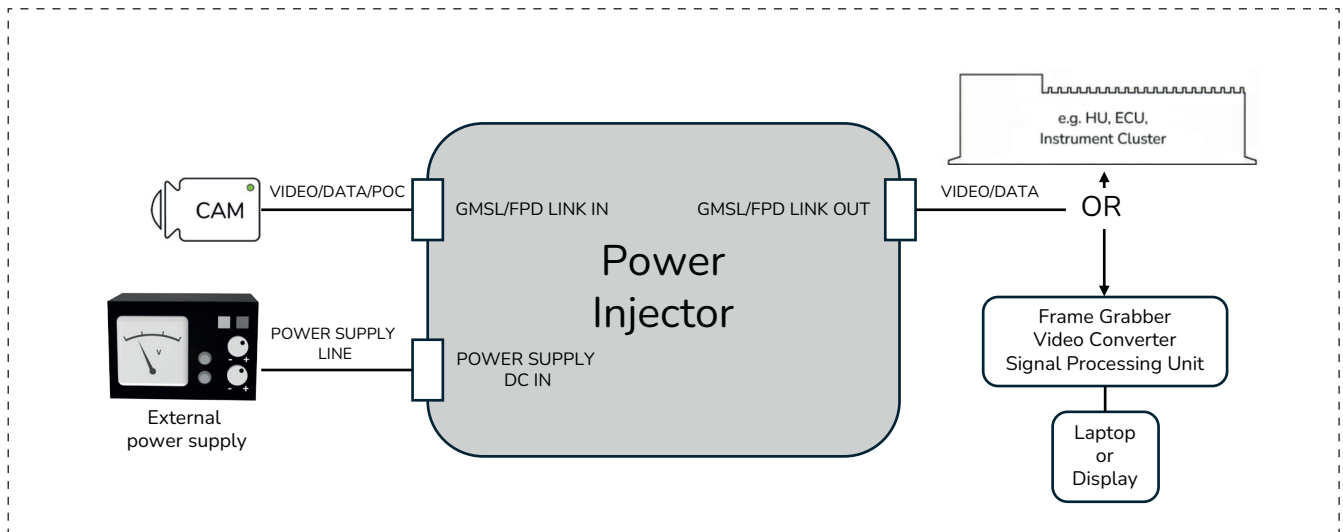 e.g. HU, ECU,
Instrument Cluster
CAM
VIDEO/DATA/POC
GMSL/FPD LINK IN
GMSL/FPD LINK OUT
VIDEO/DATA
OR
Power
Injector
V
- +
- +
POWER SUPPLY
LINE
POWER SUPPLY
DC IN
External
power supply
Frame Grabber
Video Converter
Signal Processing Unit
Laptop
or
Display